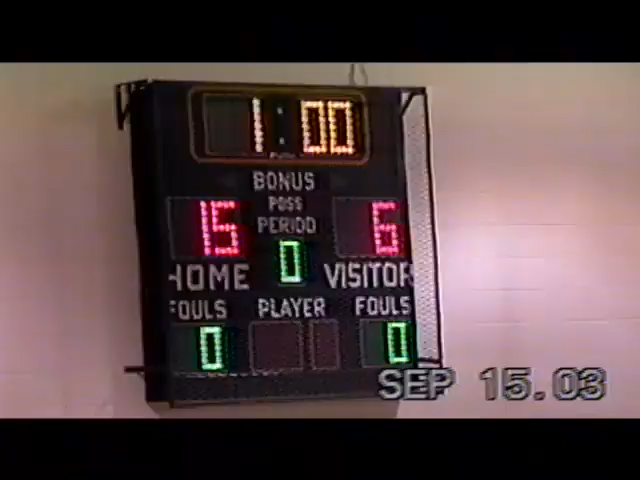 1:00
BONUS
POSS
15 PERIOD 6
0
HOME VISITOR
FOULS PLAYER FOULS
0 0
SEP 15.03